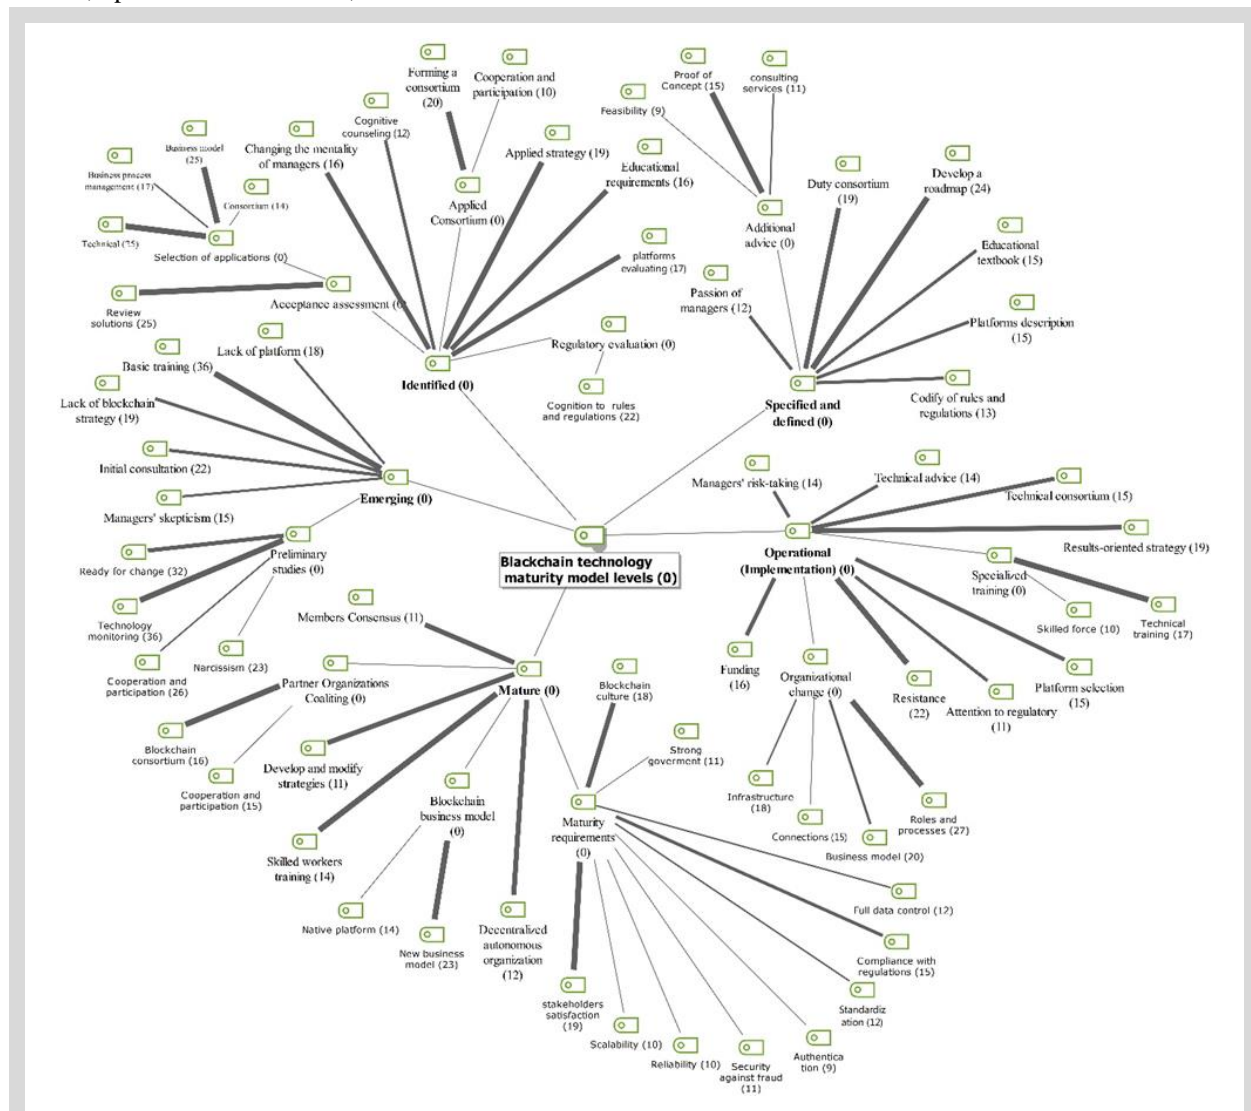 Forming a
consortium
(20)
Cooperation and
participation (10)
Cognitive
counseling (12)
Changing the mentality
of managers (16)
Business model
(25)
Business process
management (17)
Consortium (14)
Technical (25)
Selection of applications (0)
Review
solutions (25)
Acceptance assessment (0)
Applied
Consortium (0)
Applied strategy (19)
Educational
requirements (16)
platforms
evaluating (17)
Regulatory evaluation (0)
Cognition to rules
and regulations (22)
Identified (0)
Proof of
Concept (15)
consulting
services (11)
Feasibility (9)
Additional
advice (0)
Duty consortium
(19)
Develop a
roadmap (24)
Educational
textbook (15)
Passion of
managers (12)
Platforms description
(15)
Codify of rules and
regulations (13)
Specified and
defined (0)
Lack of platform (18)
Basic training (36)
Lack of blockchain
strategy (19)
Initial consultation (22)
Managers' skepticism (15)
Emerging (0)
Preliminary
studies (0)
Ready for change (32)
Technology
monitoring (36)
Cooperation and
participation (26)
Narcissism (23)
Blackchain technology
maturity model levels (0)
Managers' risk-taking (14)
Technical advice (14)
Technical consortium (15)
Results-oriented strategy (19)
Operational
(Implementation) (0)
Specialized
training (0)
Skilled force (10)
Technical
training (17)
Funding
(16)
Organizational
change (0)
Resistance
(22)
Attention to regulatory
(11)
Platform selection
(15)
Infrastructure
(18)
Connections (15)
Business model (20)
Roles and
processes (27)
Members Consensus (11)
Partner Organizations
Coaliting (0)
Mature (0)
Blockchain
consortium (16)
Cooperation and
participation (15)
Develop and modify
strategies (11)
Skilled workers
training (14)
Blockchain
business model
(0)
Native platform (14)
New business
model (23)
Decentralized
autonomous
organization
(12)
Blockchain
culture (18)
Strong
goverment (11)
Maturity
requirements
(0)
Full data control (12)
Compliance with
regulations (15)
Standardiz
ation (12)
Authentica
tion (9)
Security
against fraud
(11)
Reliability (10)
Scalability (10)
stakeholders
satisfaction
(19)